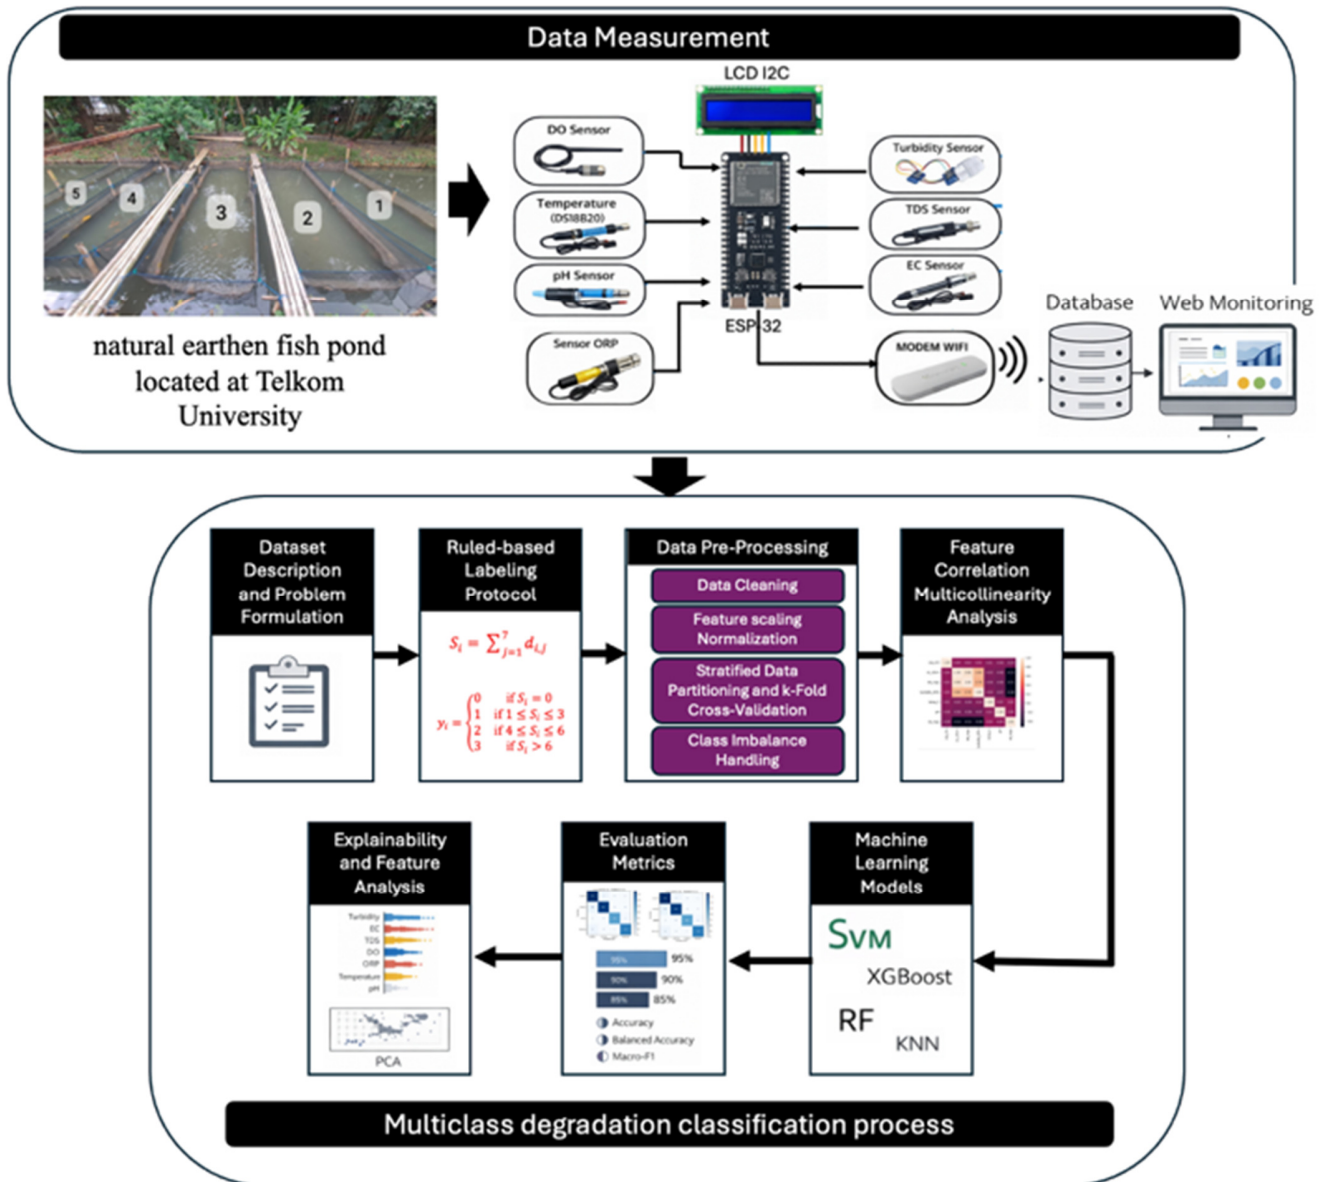 Data Measurement
5
4
3
2
1
natural earthen fish pond
located at Telkom
University
LCD I2C
DO Sensor
Temperature
(DS18B20)
pH Sensor
Sensor ORP
ESP-32
Turbidity Sensor
TDS Sensor
EC Sensor
MODEM WIFI
Database
Web Monitoring
Dataset
Description
and Problem
Formulation
Ruled-based
Labeling
Protocol
S_i = ∑_{j=1}^{7} d_{i,j}
y_i = {0 if S_i = 0
1 if 1 ≤ S_i ≤ 3
2 if 4 ≤ S_i ≤ 6
3 if S_i > 6
Data Pre-Processing
Data Cleaning
Feature scaling
Normalization
Stratified Data
Partitioning and k-Fold
Cross-Validation
Class Imbalance
Handling
Feature
Correlation
Multicollinearity
Analysis
Machine
Learning
Models
SVM
XGBoost
RF
KNN
Evaluation
Metrics
95% 95%
90% 90%
85% 85%
Accuracy
Balanced Accuracy
Macro-F1
Explainability
and Feature
Analysis
Turbidity
EC
TDS
DO
ORP
Temperature
pH
PCA
Multiclass degradation classification process